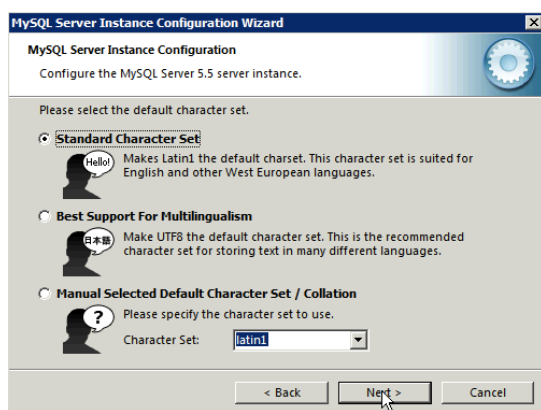 MySQL Server Instance Configuration Wizard
MySQL Server Instance Configuration
Configure the MySQL Server 5.5 server instance.
Please select the default character set.
Standard Character Set
Hello!
Makes Latin1 the default charset. This character set is suited for
English and other West European languages.
Best Support For Multilingualism
日本語
Make UTF8 the default character set. This is the recommended
character set for storing text in many different languages.
Manual Selected Default Character Set / Collation
?
Please specify the character set to use.
Character Set: latin1
< Back Next > Cancel